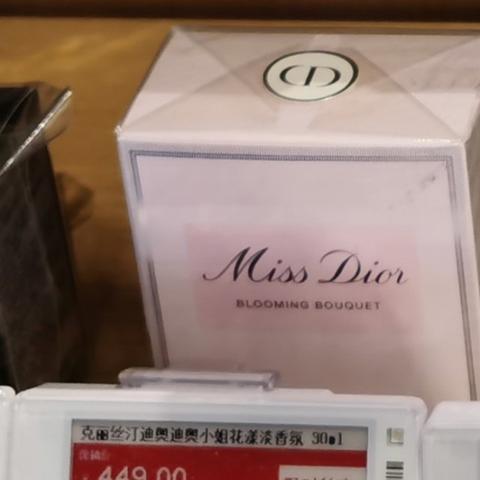 CD
Miss Dior
BLOOMING BOUQUET
克丽丝汀迪奥迪奥小姐花漾淡香氛 30ml
449.00